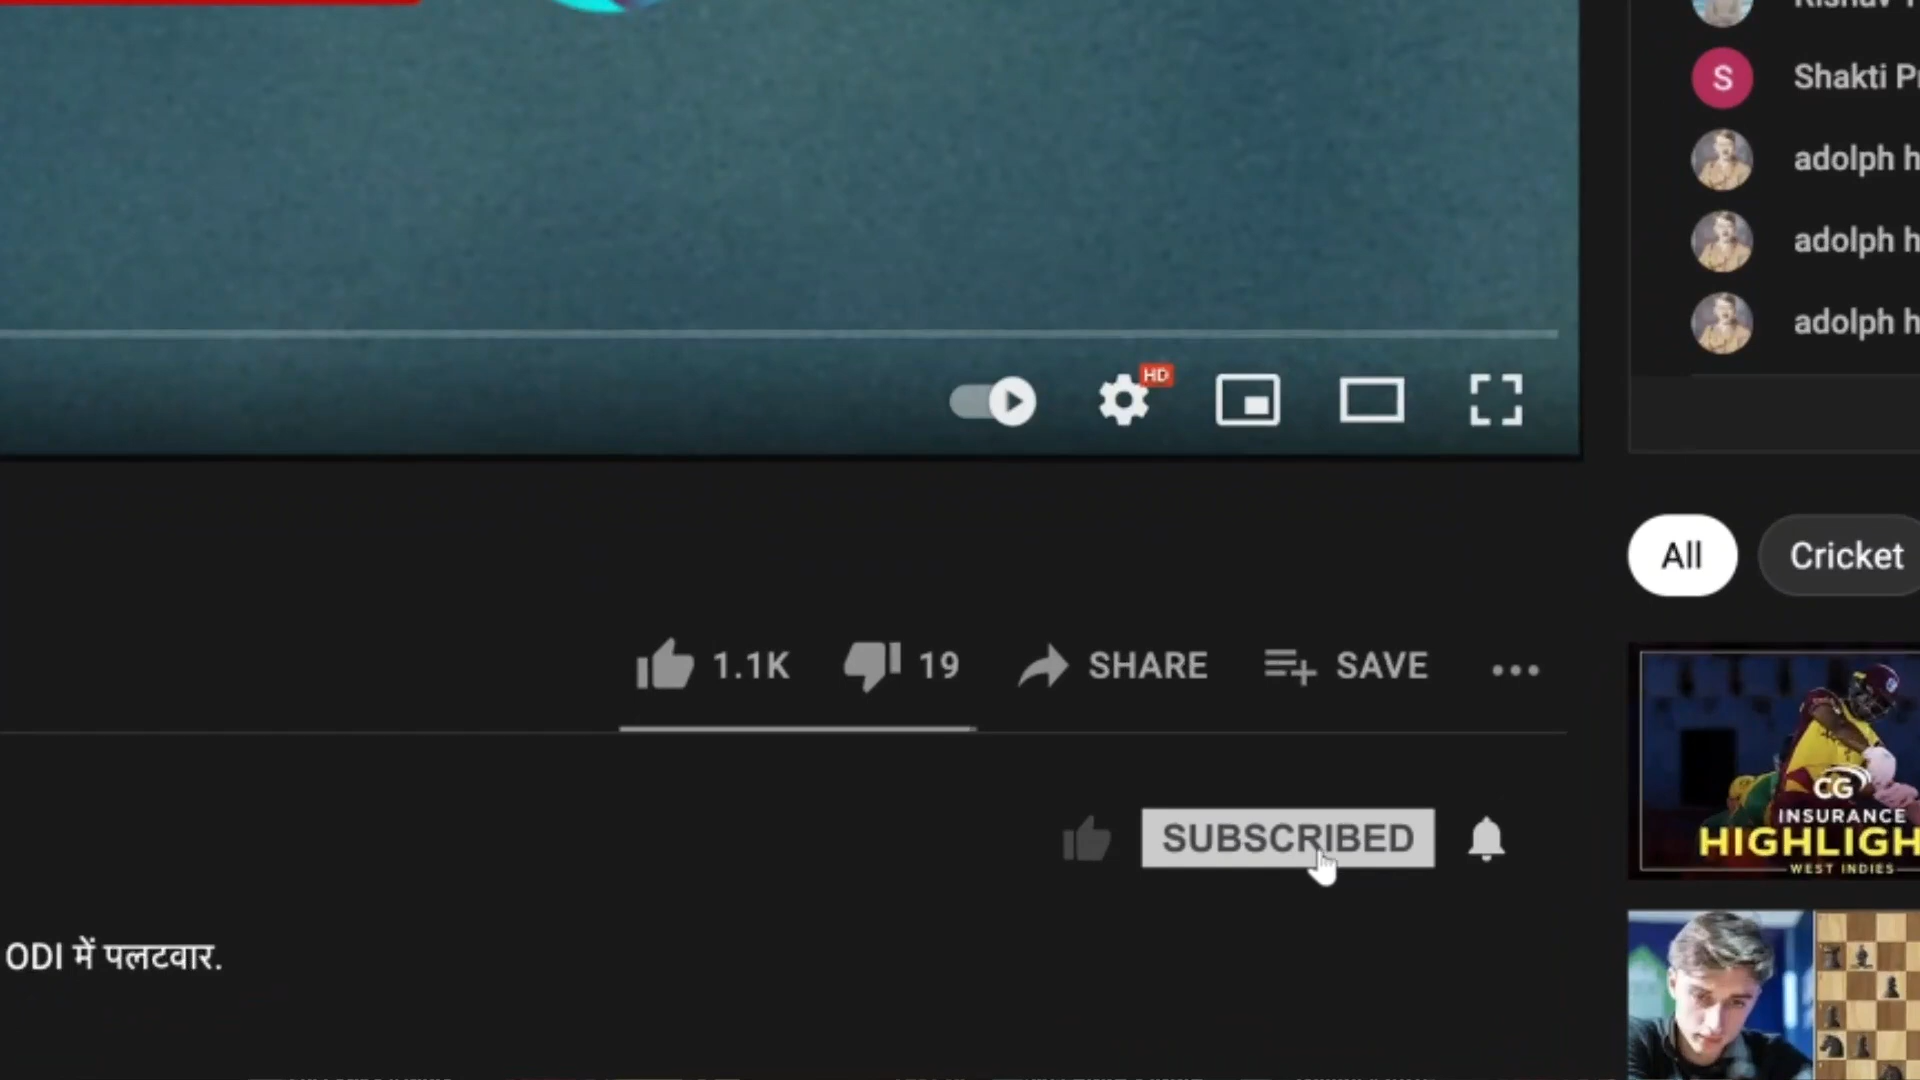 S
Shakti P
adolph h
adolph h
adolph h
HD
All
Cricket
1.1K
19
SHARE
SAVE
SUBSCRIBED
CG
INSURANCE
HIGHLIGH
WEST INDIES
ODI में पलटवार.